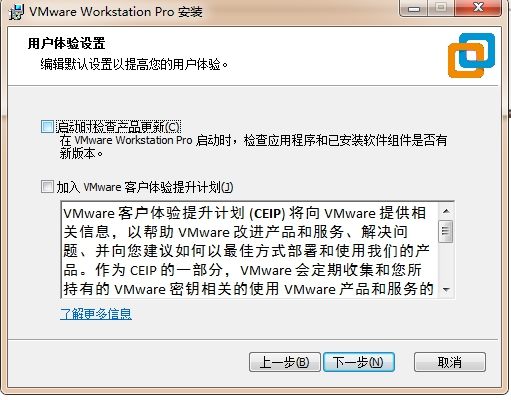 VMware Workstation Pro 安装
用户体验设置
编辑默认设置以提高您的用户体验。
启动时检查产品更新(C)
在 VMware Workstation Pro 启动时，检查应用程序和已安装软件组件是否有
新版本。
加入 VMware 客户体验提升计划(J)
VMware 客户体验提升计划 (CEIP) 将向 VMware 提供相
关信息，以帮助 VMware 改进产品和服务、解决问
题、并向您建议如何以最佳方式部署和使用我们的产
品。作为 CEIP 的一部分，VMware 会定期收集和您所
持有的 VMware 密钥相关的使用 VMware 产品和服务的
了解更多信息
上一步(B) 下一步(N) 取消